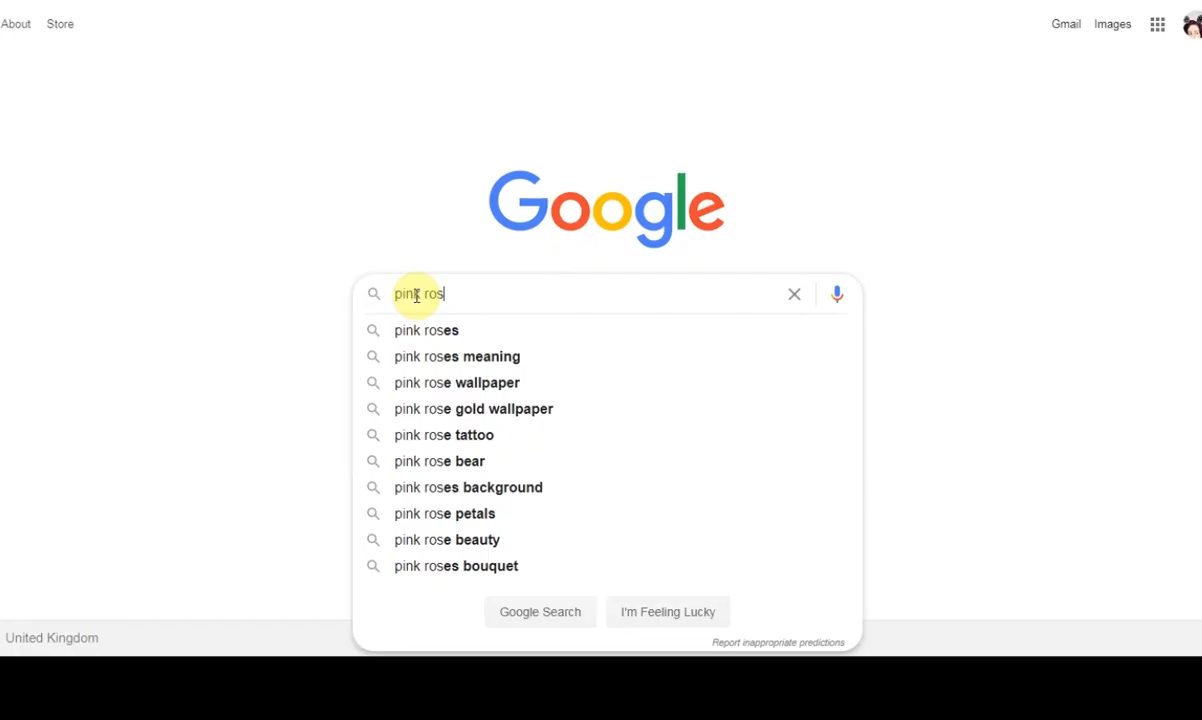 About Store Gmail Images
Google
pink ros
pink roses
pink roses meaning
pink rose wallpaper
pink rose gold wallpaper
pink rose tattoo
pink rose bear
pink roses background
pink rose petals
pink rose beauty
pink roses bouquet
Google Search I'm Feeling Lucky
Report inappropriate predictions
United Kingdom